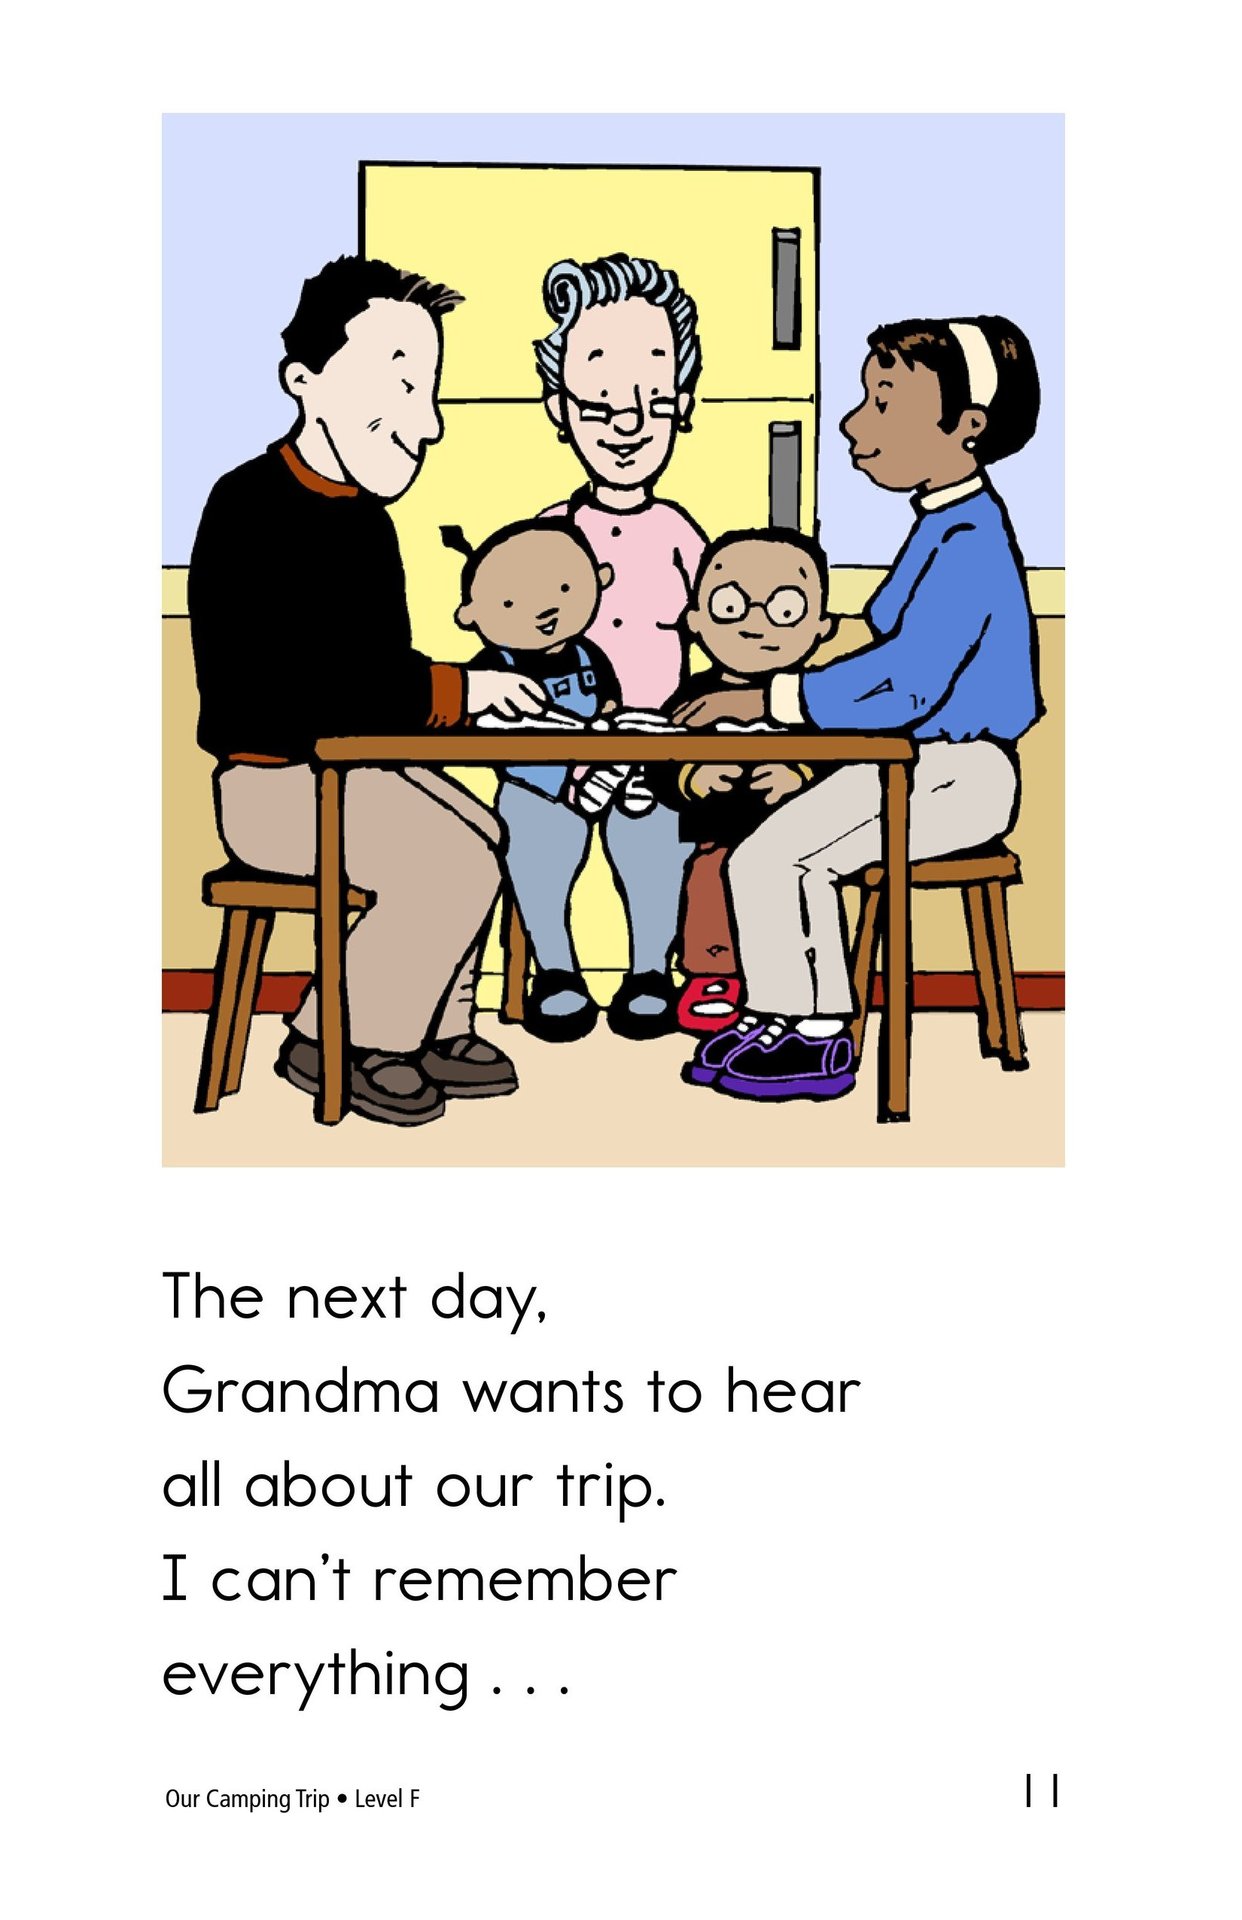 The next day,
Grandma wants to hear
all about our trip.
I can’t remember
everything . . .
Our Camping Trip • Level F
11